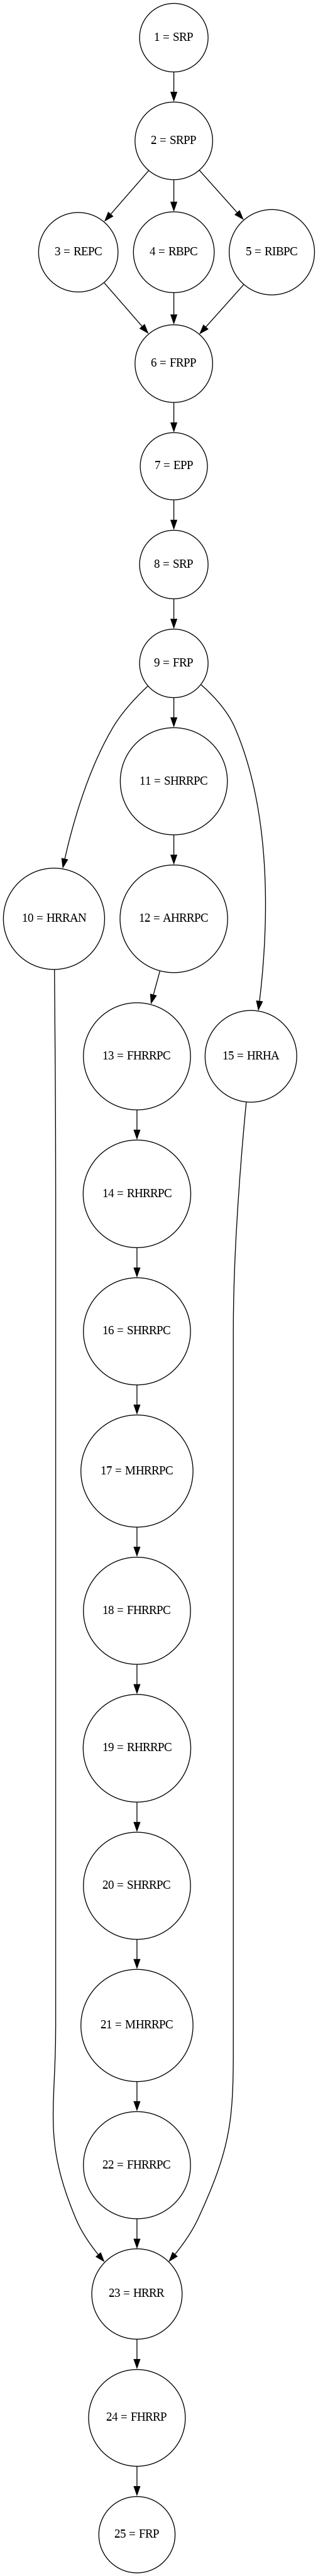 1 = SRP
2 = SRPP
3 = REPC
4 = RBPC
5 = RIBPC
6 = FRPP
7 = EPP
8 = SRP
9 = FRP
11 = SHRRPC
10 = HRRAN
12 = AHRRPC
13 = FHRRPC
15 = HRHA
14 = RHRRPC
16 = SHRRPC
17 = MHRRPC
18 = FHRRPC
19 = RHRRPC
20 = SHRRPC
21 = MHRRPC
22 = FHRRPC
23 = HRRR
24 = FHRRP
25 = FRP